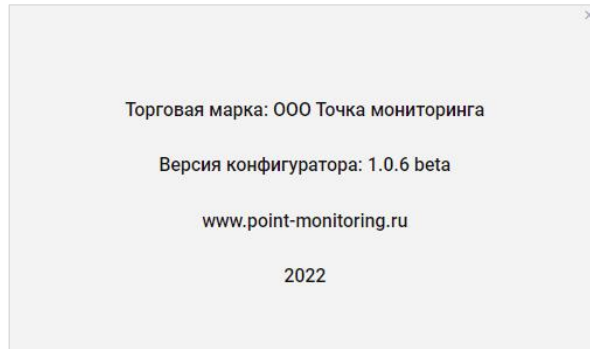 Торговая марка: ООО Точка мониторинга
Версия конфигуратора: 1.0.6 beta
www.point-monitoring.ru
2022